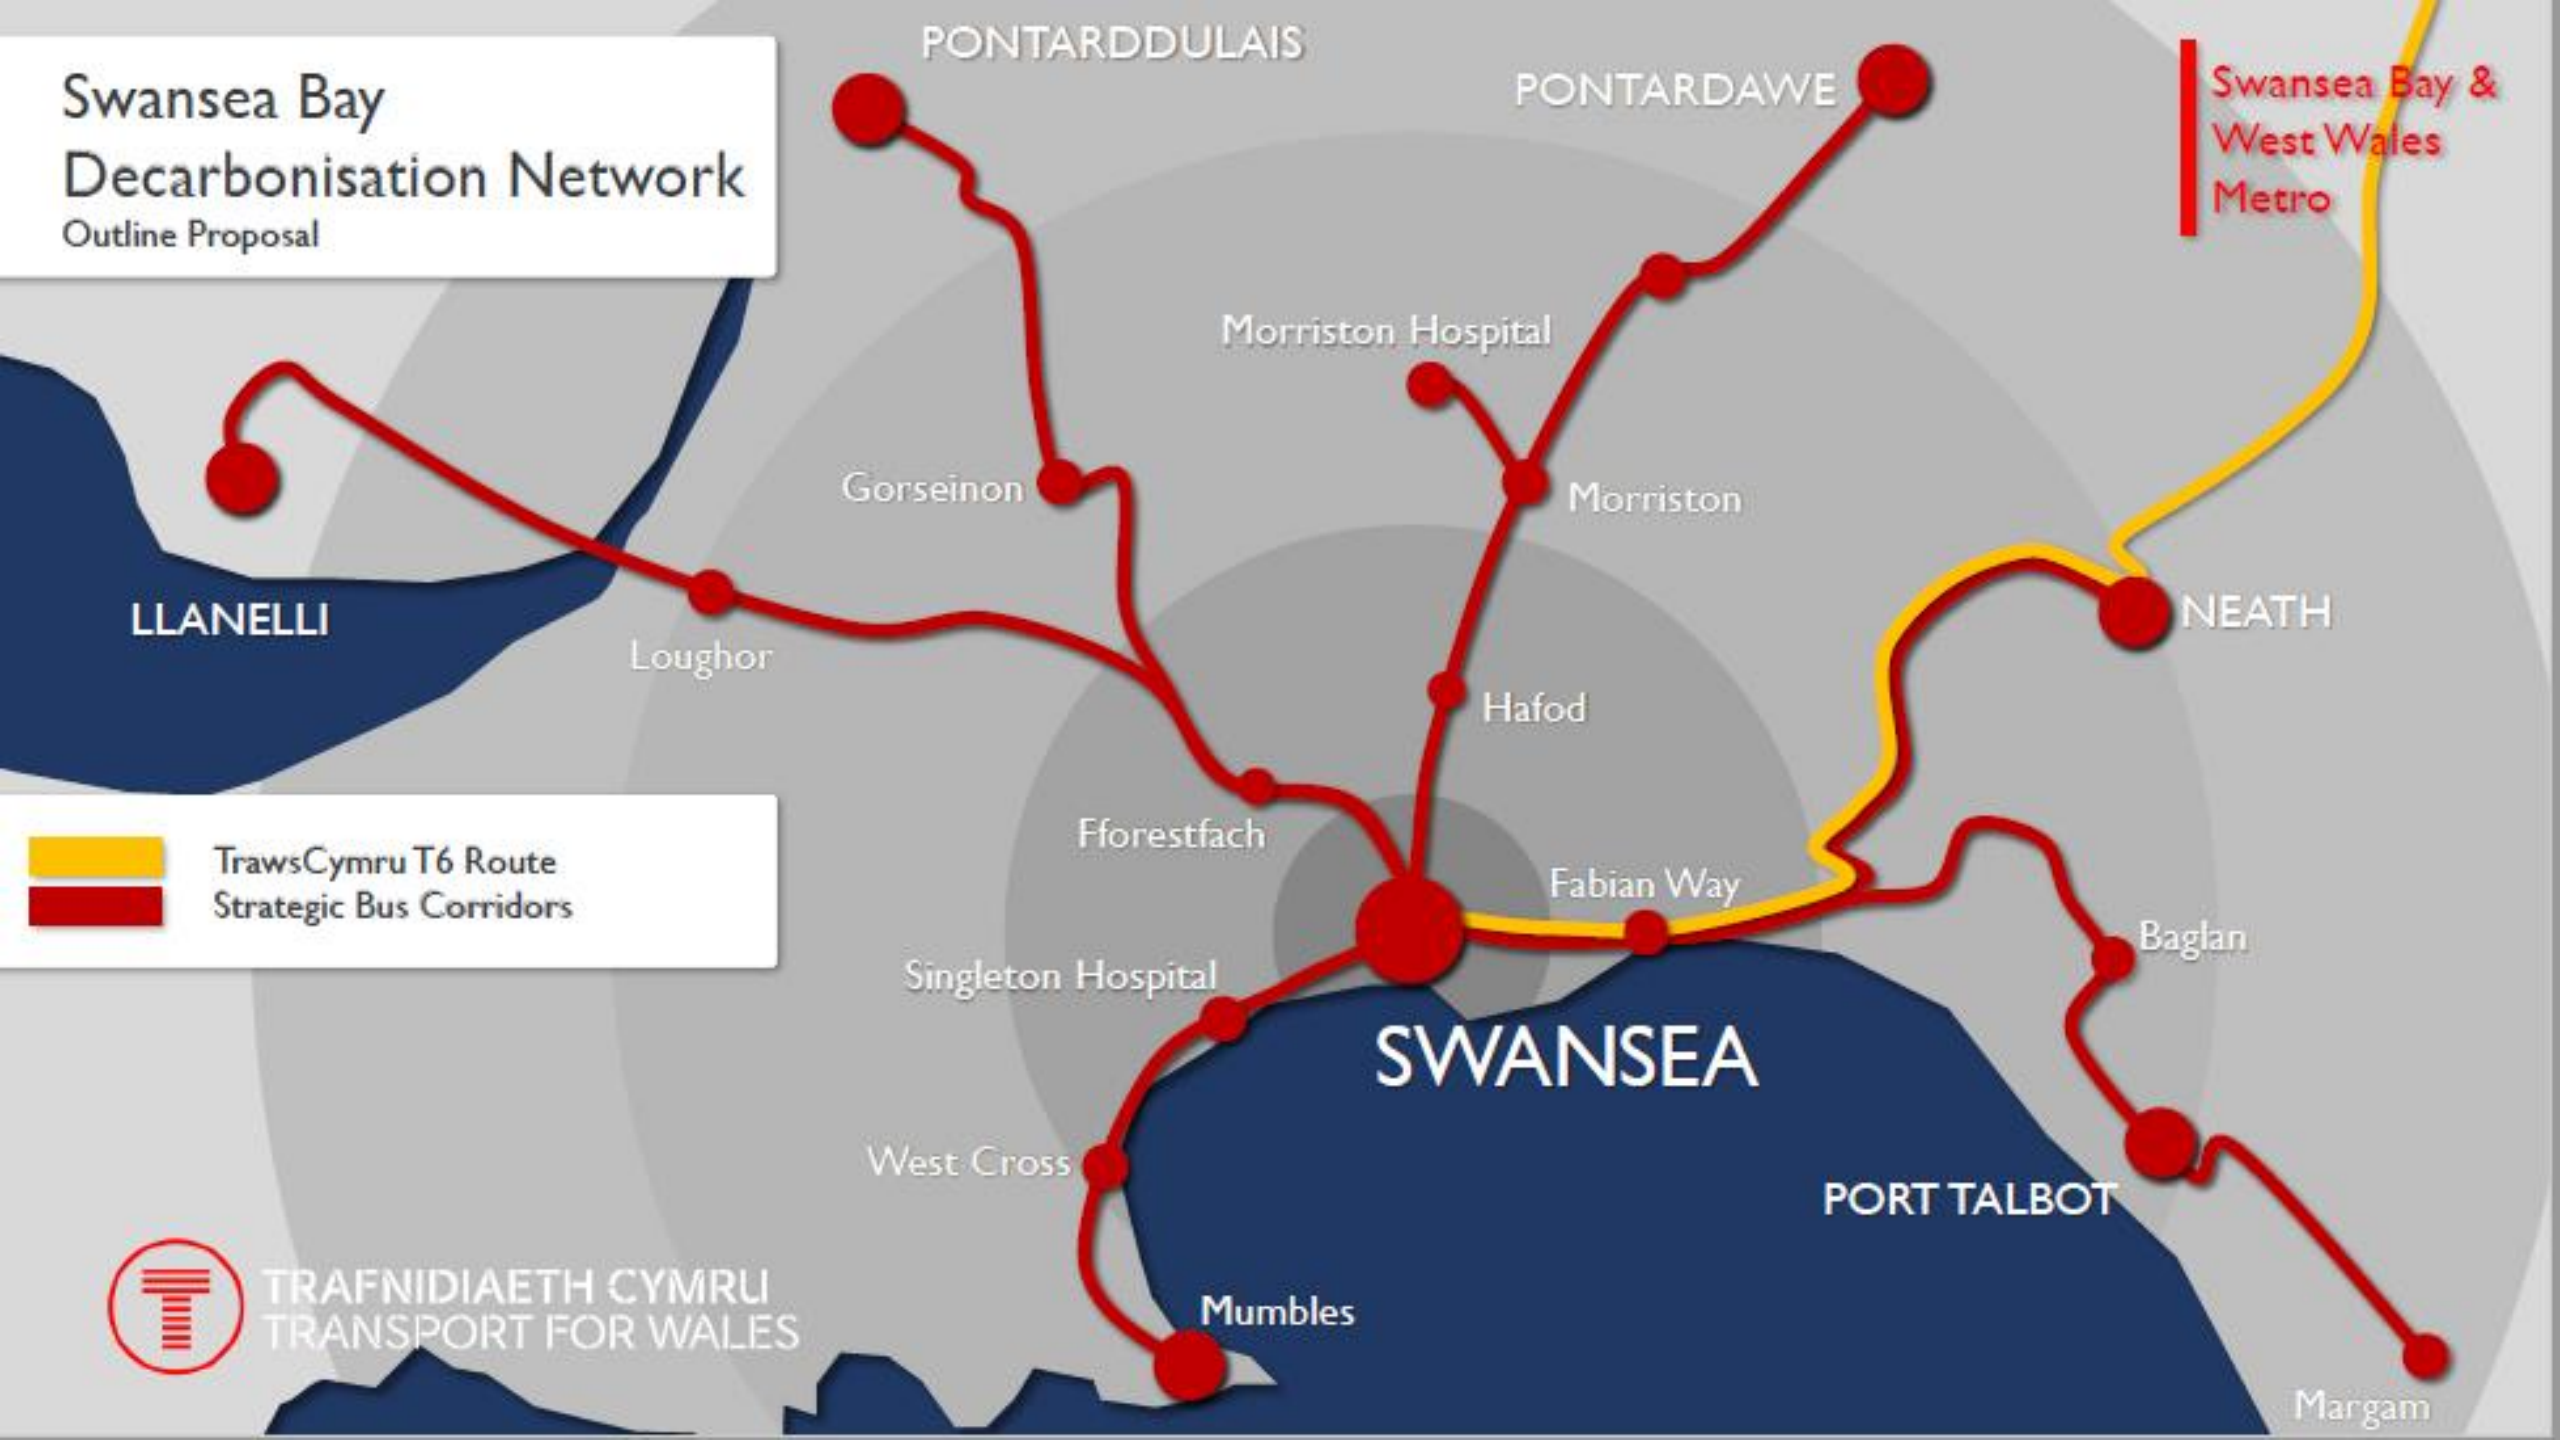 Swansea Bay
Decarbonisation Network
Outline Proposal
PONTARDDULAIS
PONTARDAWE
Swansea Bay &
West Wales
Metro
Morriston Hospital
Gorseinon
Morriston
LLANELLI
NEATH
Loughor
Hafod
Fforestfach
TrawsCymru T6 Route
Strategic Bus Corridors
Fabian Way
Baglan
Singleton Hospital
SWANSEA
West Cross
PORT TALBOT
TRAFNIDIAETH CYMRU
TRANSPORT FOR WALES
Mumbles
Margam